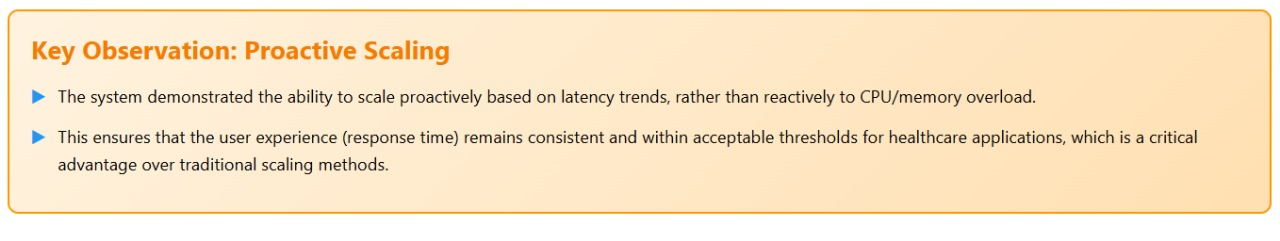 Key Observation: Proactive Scaling
The system demonstrated the ability to scale proactively based on latency trends, rather than reactively to CPU/memory overload.
This ensures that the user experience (response time) remains consistent and within acceptable thresholds for healthcare applications, which is a critical
advantage over traditional scaling methods.